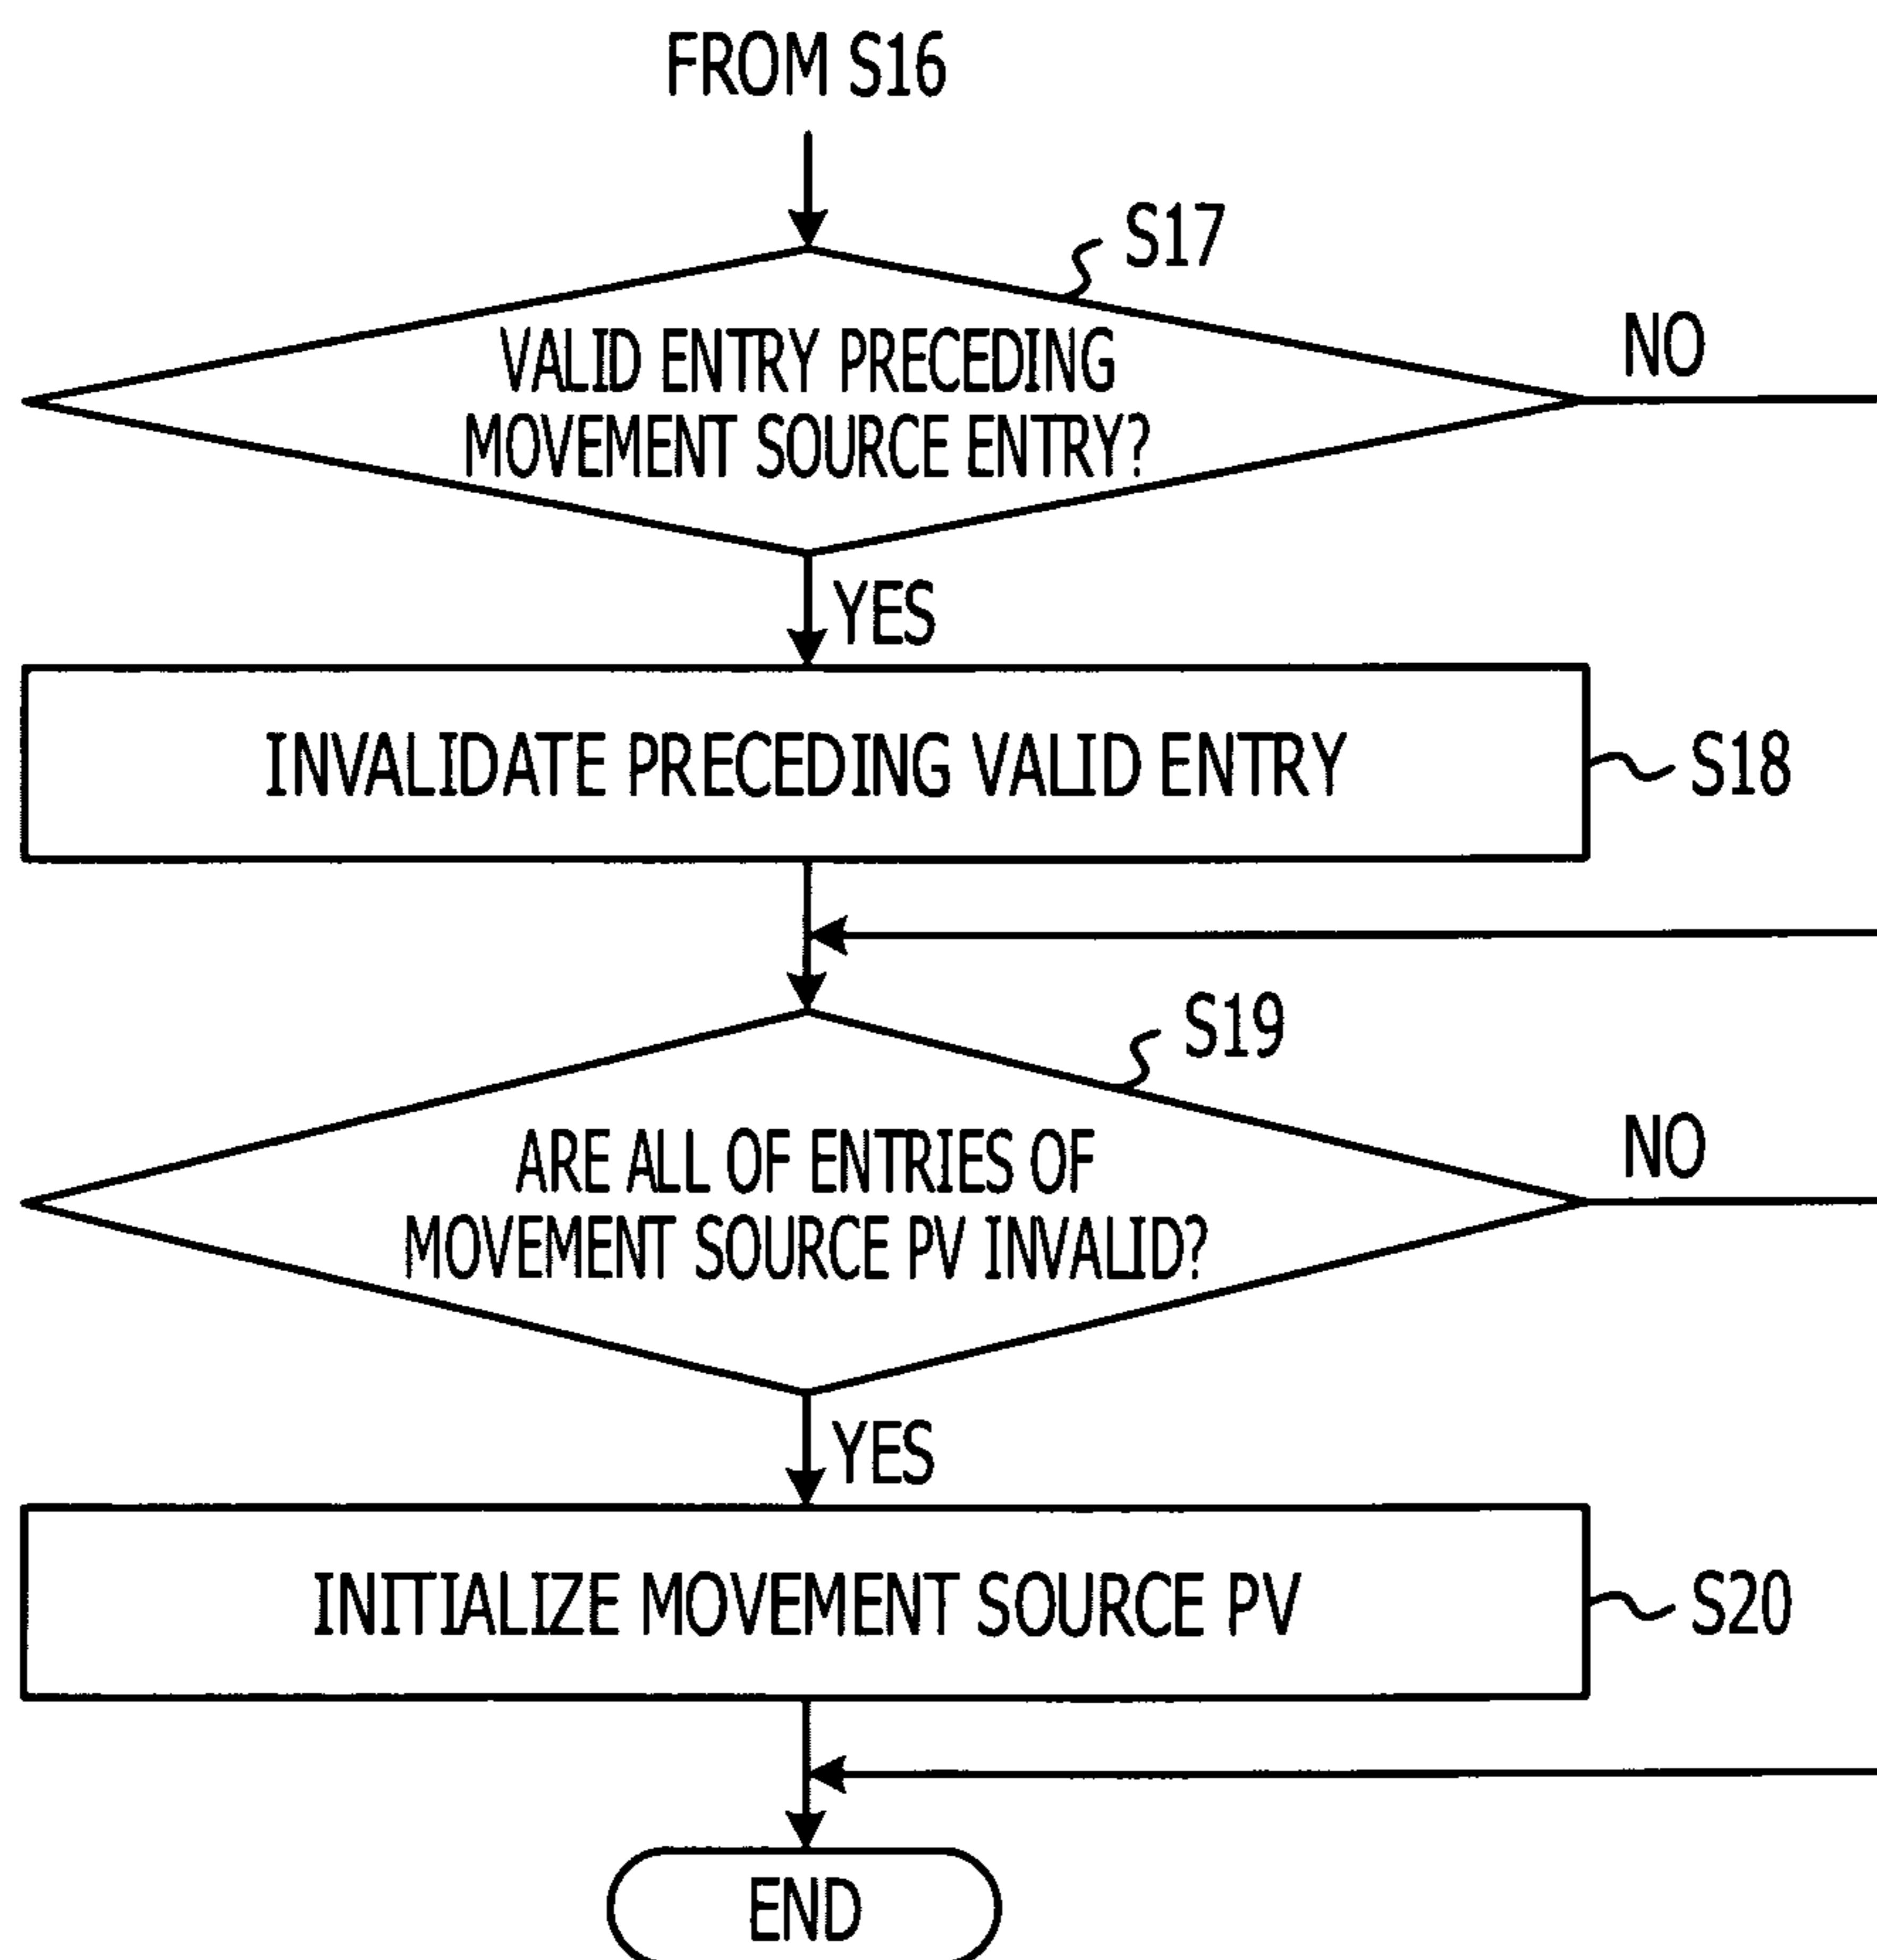 FROM S16
S17
VALID ENTRY PRECEDING
MOVEMENT SOURCE ENTRY?
NO
YES
INVALIDATE PRECEDING VALID ENTRY
S18
S19
ARE ALL OF ENTRIES OF
MOVEMENT SOURCE PV INVALID?
NO
YES
INITIALIZE MOVEMENT SOURCE PV
S20
END